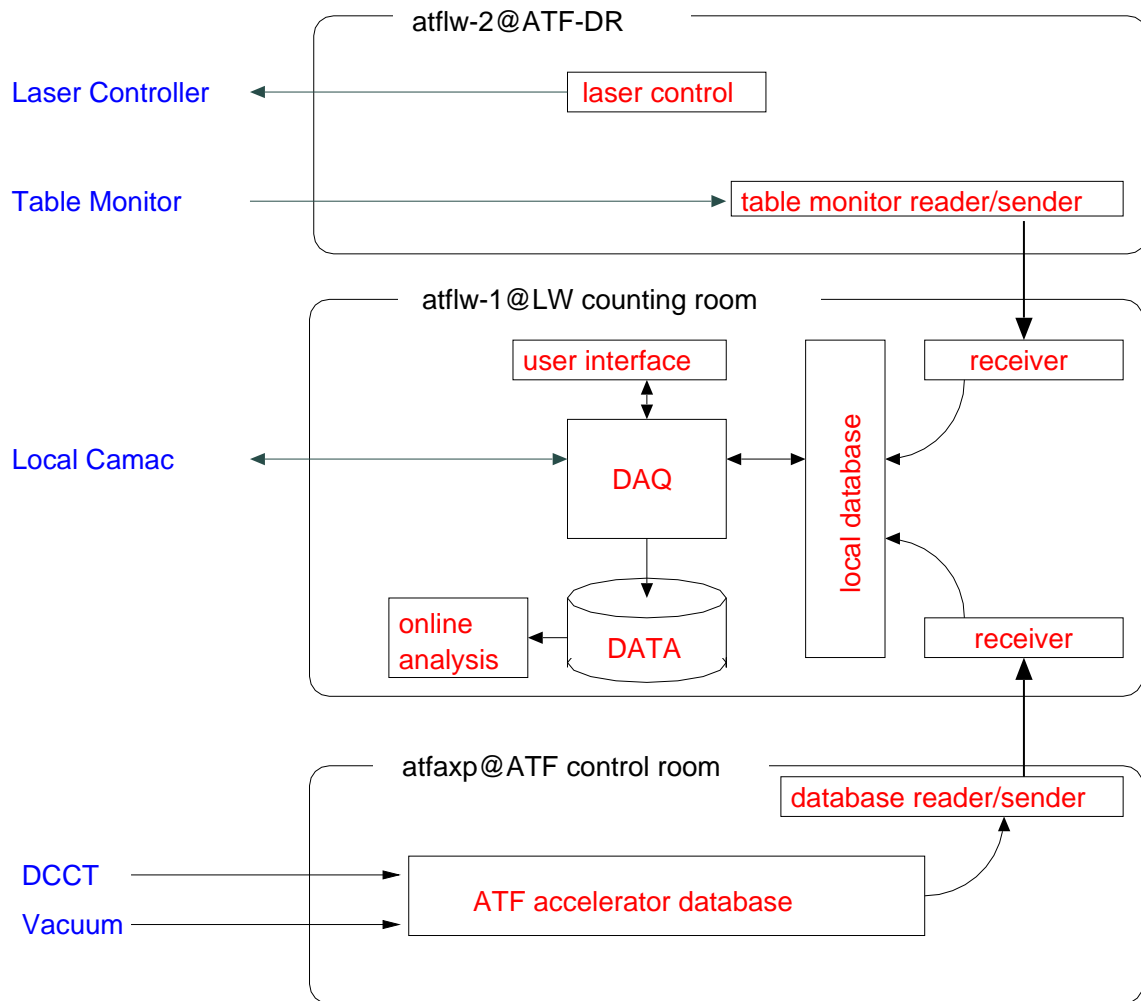 atflw-2@ATF-DR
Laser Controller
laser control
Table Monitor
table monitor reader/sender
atflw-1@LW counting room
user interface
receiver
Local Camac
DAQ
local database
online
analysis
DATA
receiver
atfaxp@ATF control room
database reader/sender
DCCT
ATF accelerator database
Vacuum